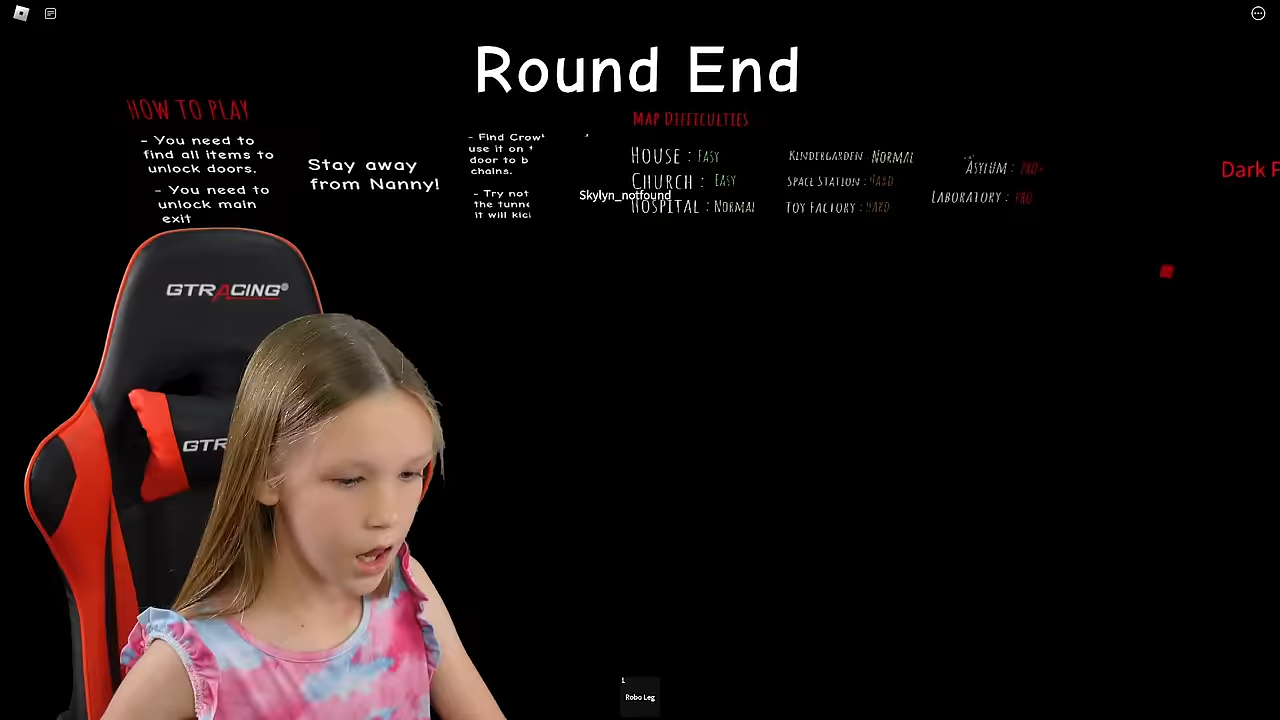 Round End
HOW TO PLAY
- You need to
find all items to
unlock doors.
- You need to
unlock main
exit
Stay away
from Nanny!
- Find Crow
use it on
door to b
chains.
- Try not
the tunne
it will kic
Skylyn_notfound
MAP DIFFICULTIES
HOUSE : EASY
CHURCH : EASY
HOSPITAL : NORMAL
KINDERGARDEN : NORMAL
SPACE STATION : HARD
TOY FACTORY : HARD
ASYLUM : PRO+
LABORATORY : PRO
Dark
GTRACING
GTR
1
Robo Leg